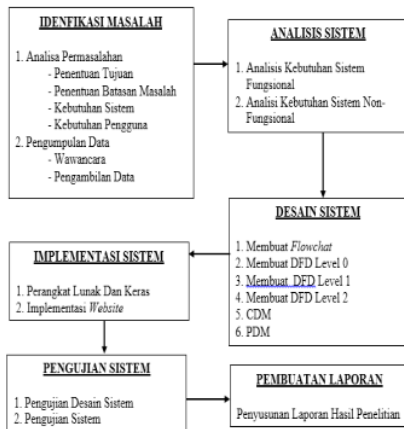 IDENFIKASI MASALAH
1. Analisa Permasalahan
- Penentuan Tujuan
- Penentuan Batasan Masalah
- Kebutuhan Sistem
- Kebutuhan Pengguna
2. Pengumpulan Data
- Wawancara
- Pengambilan Data
ANALISIS SISTEM
1. Analisis Kebutuhan Sistem
Fungsional
2. Analisi Kebutuhan Sistem Non-
Fungsional
DESAIN SISTEM
1. Membuat Flowchat
2. Membuat DFD Level 0
3. Membuat DFD Level 1
4. Membuat DFD Level 2
5. CDM
6. PDM
IMPLEMENTASI SISTEM
1. Perangkat Lunak Dan Keras
2. Implementasi Website
PENGUJIAN SISTEM
1. Pengujian Desain Sistem
2. Pengujian Sistem
PEMBUATAN LAPORAN
Penyusunan Laporan Hasil Penelitian